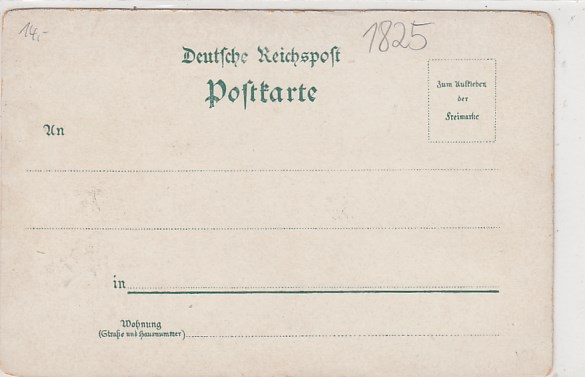 14,-
1825
Deutsche Reichspost
Postkarte
Zum Aufkleben
der
Freimarke
An
in
Wohnung
(Straße und Hausnummer)